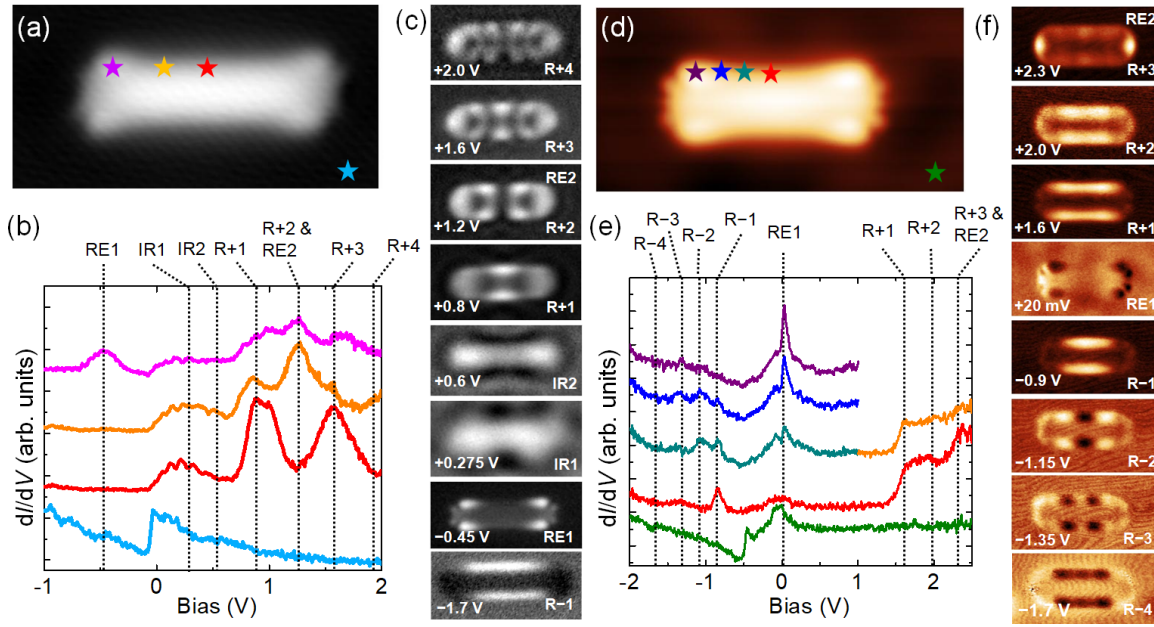 (a)
(b)
RE1
IR1
IR2
R+1
R+2 &
RE2
R+3
R+4
dI/dV (arb. units)
-1
0
1
2
Bias (V)
(c)
+2.0 V
R+4
+1.6 V
R+3
RE2
+1.2 V
R+2
+0.8 V
R+1
+0.6 V
IR2
+0.275 V
IR1
−0.45 V
RE1
−1.7 V
R−1
(d)
(e)
R−4
R−3
R−2
R−1
RE1
R+1
R+2
R+3 &
RE2
dI/dV (arb. units)
-2
-1
0
1
2
Bias (V)
(f)
RE2
+2.3 V
R+3
+2.0 V
R+2
+1.6 V
R+1
+20 mV
RE1
−0.9 V
R-1
−1.15 V
R−2
−1.35 V
R−3
−1.7 V
R−4